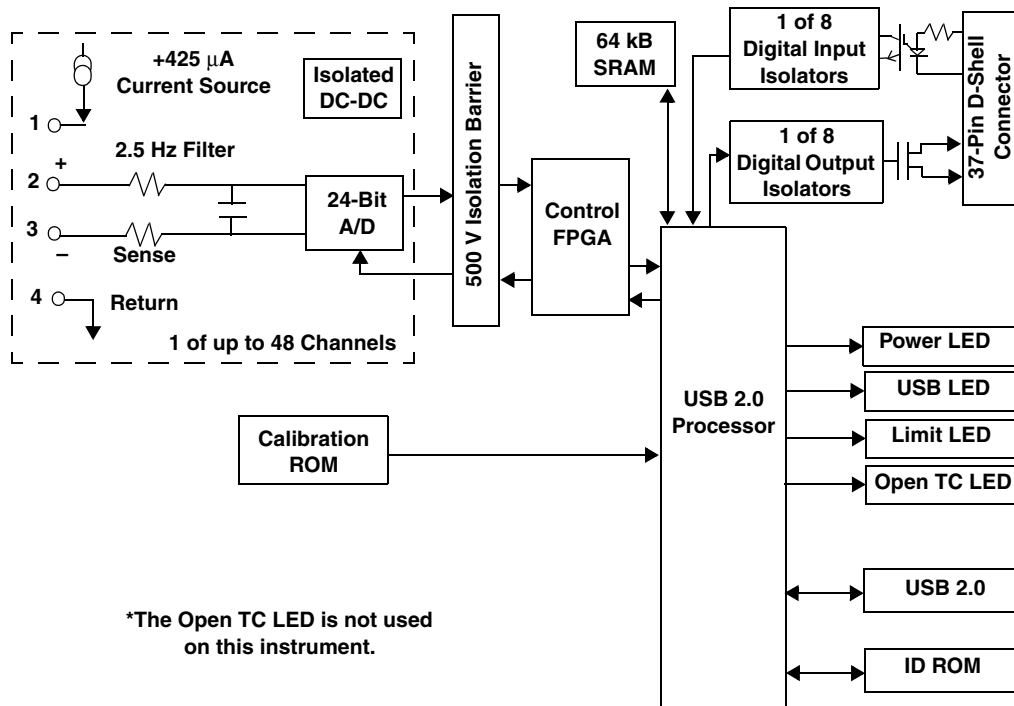 +425 μA
Current Source
Isolated
DC-DC
1
2.5 Hz Filter
+
2
24-Bit
A/D
3
–
Sense
4
Return
1 of up to 48 Channels
500 V Isolation Barrier
Control
FPGA
64 kB
SRAM
1 of 8
Digital Input
Isolators
1 of 8
Digital Output
Isolators
37-Pin D-Shell
Connector
USB 2.0
Processor
Calibration
ROM
Power LED
USB LED
Limit LED
Open TC LED
USB 2.0
ID ROM
*The Open TC LED is not used
on this instrument.